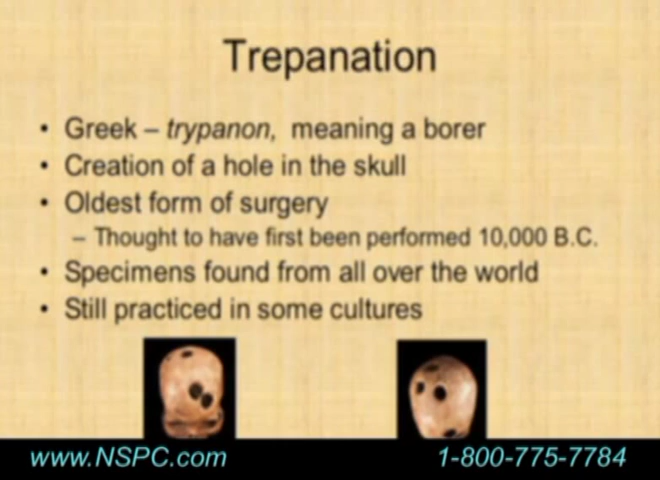 Trepanation
• Greek – trypanon, meaning a borer
• Creation of a hole in the skull
• Oldest form of surgery
– Thought to have first been performed 10,000 B.C.
• Specimens found from all over the world
• Still practiced in some cultures
www.NSPC.com 1-800-775-7784